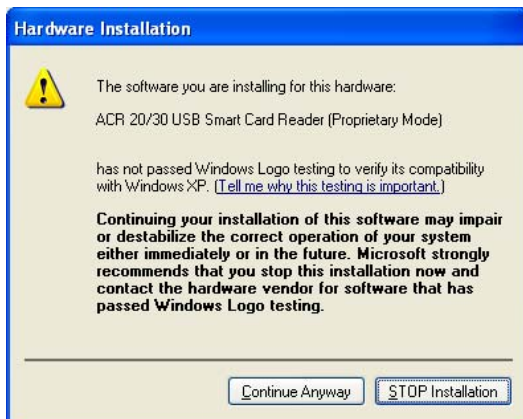 Hardware Installation
The software you are installing for this hardware:
ACR 20/30 USB Smart Card Reader (Proprietary Mode)
has not passed Windows Logo testing to verify its compatibility
with Windows XP. (Tell me why this testing is important.)
Continuing your installation of this software may impair
or destabilize the correct operation of your system
either immediately or in the future. Microsoft strongly
recommends that you stop this installation now and
contact the hardware vendor for software that has
passed Windows Logo testing.
Continue Anyway
STOP Installation